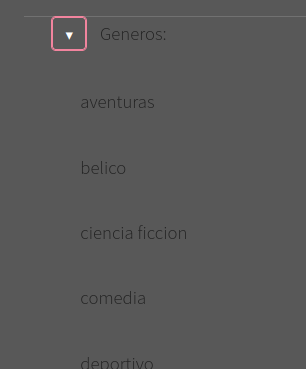 Generos:
aventuras
belico
ciencia ficcion
comedia
deportivo